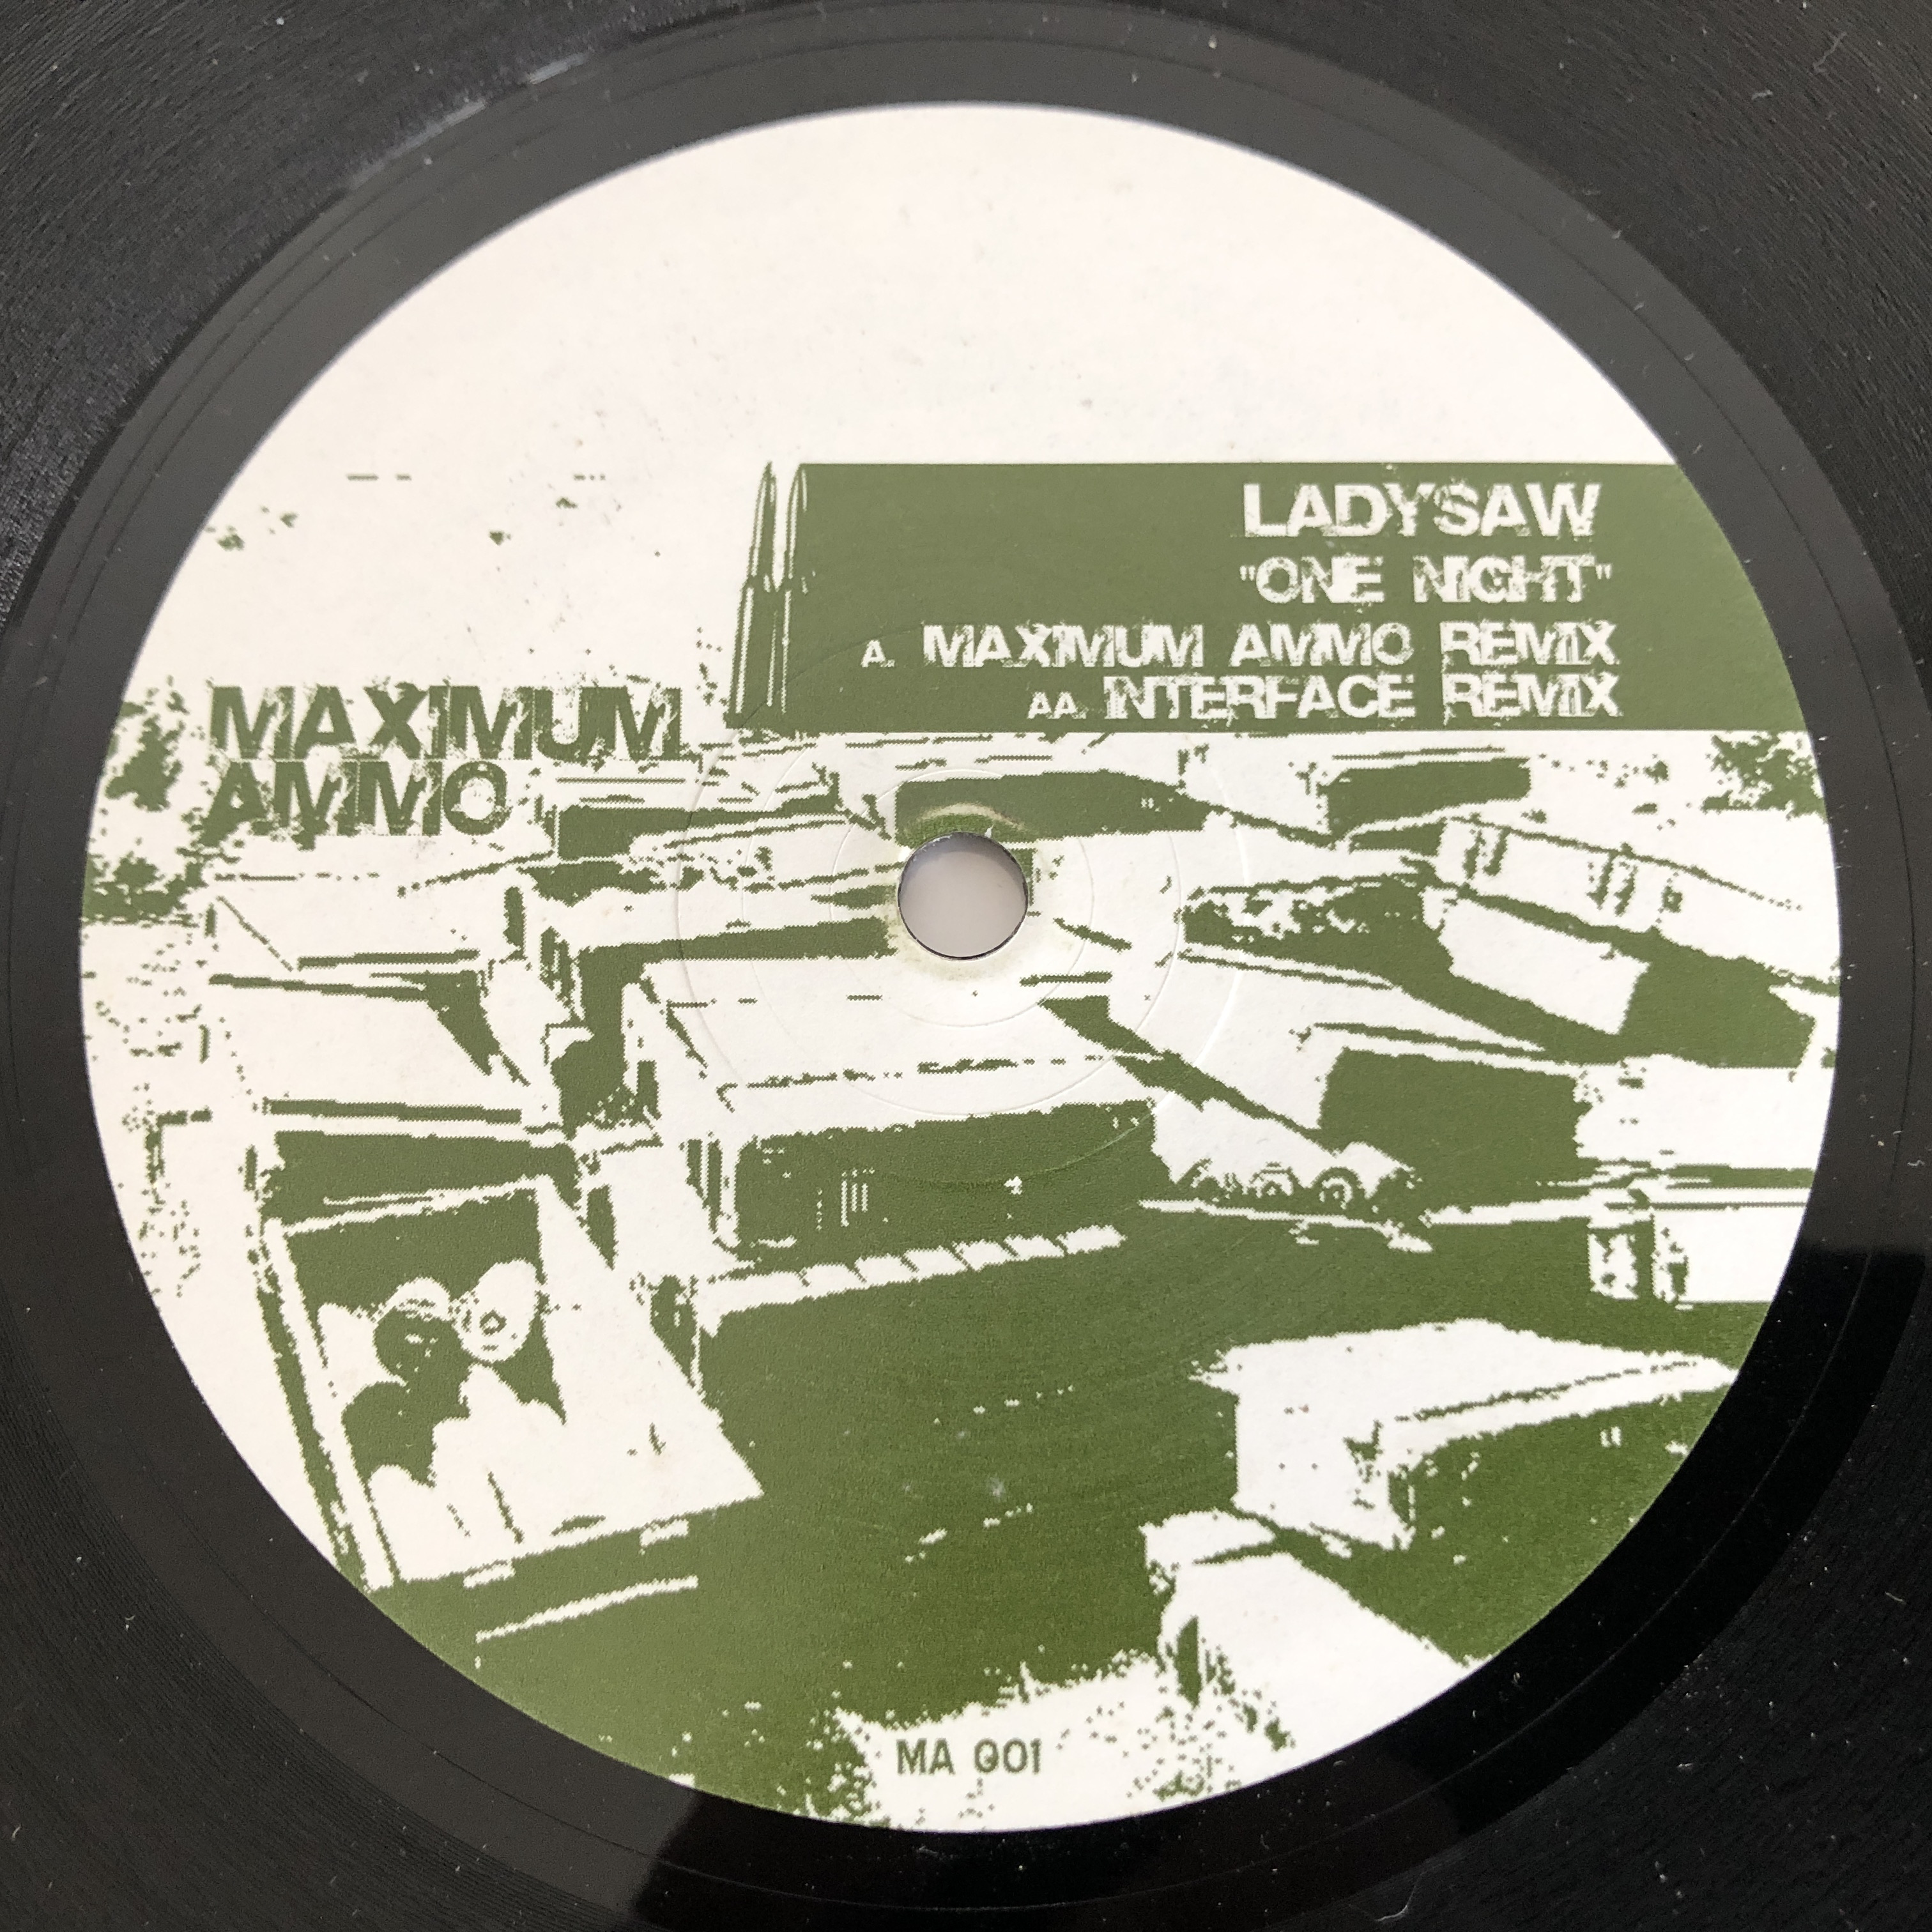 LADYSAW
"ONE NIGHT"
A. MAXIMUM AMMO REMIX
AA. INTERFACE REMIX
MAXIMUM
AMMO
MA 001